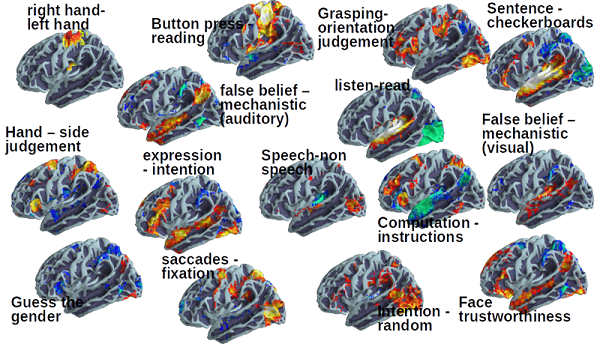 right hand-
left hand
Button press -
reading
Grasping-
orientation
judgement
Sentence -
checkerboards
false belief –
mechanistic
(auditory)
listen-read
Hand – side
judgement
expression
- intention
Speech-non
speech
False belief -
mechanistic
(visual)
Computation -
instructions
saccades -
fixation
Guess the
gender
Intention -
random
Face
trustworthiness